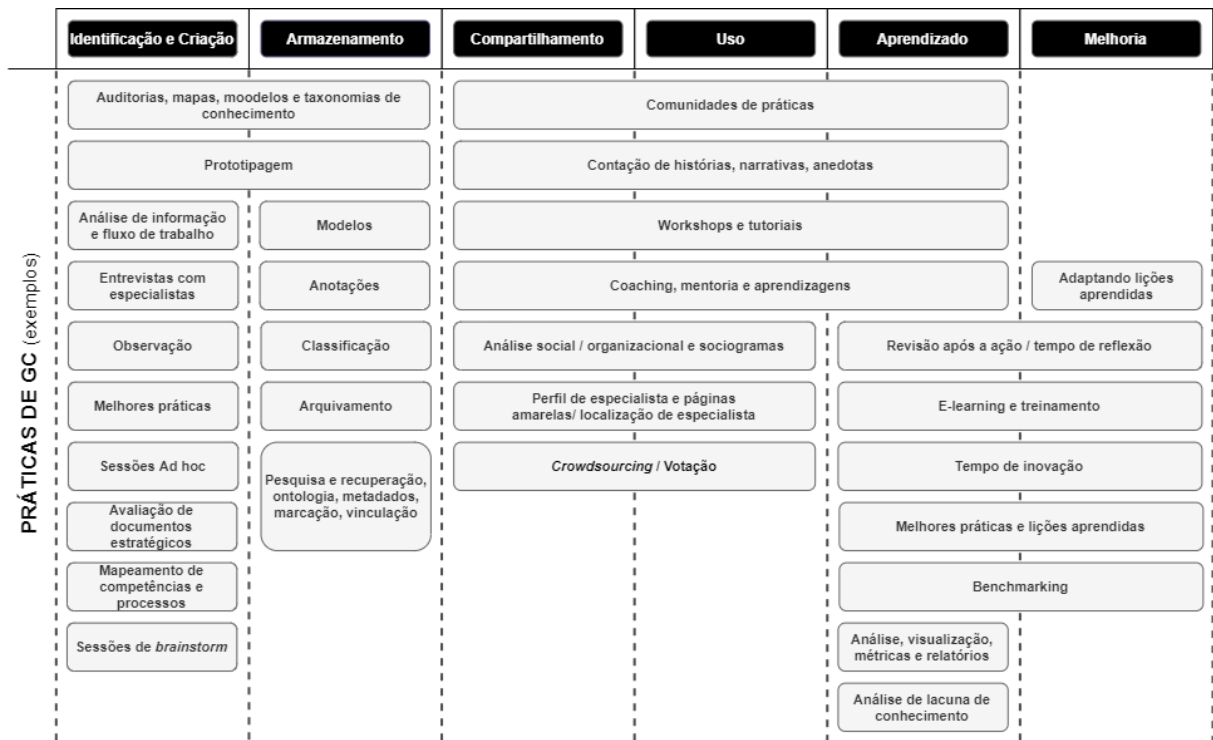 Identificação e Criação
Armazenamento
Compartilhamento
Uso
Aprendizado
Melhoria
PRÁTICAS DE GC (exemplos)
Auditorias, mapas, moodelos e taxonomias de
conhecimento
Comunidades de práticas
Prototipagem
Contação de histórias, narrativas, anedotas
Análise de informação
e fluxo de trabalho
Modelos
Workshops e tutoriais
Entrevistas com
especialistas
Anotações
Coaching, mentoria e aprendizagens
Adaptando lições
aprendidas
Observação
Classificação
Análise social / organizacional e sociogramas
Revisão após a ação / tempo de reflexão
Melhores práticas
Arquivamento
Perfil de especialista e páginas
amarelas/ localização de especialista
E-learning e treinamento
Sessões Ad hoc
Pesquisa e recuperação,
ontologia, metadados,
marcação, vinculação
Crowdsourcing / Votação
Tempo de inovação
Avaliação de
documentos
estratégicos
Melhores práticas e lições aprendidas
Mapeamento de
competências e
processos
Benchmarking
Sessões de brainstorm
Análise, visualização,
métricas e relatórios
Análise de lacuna de
conhecimento